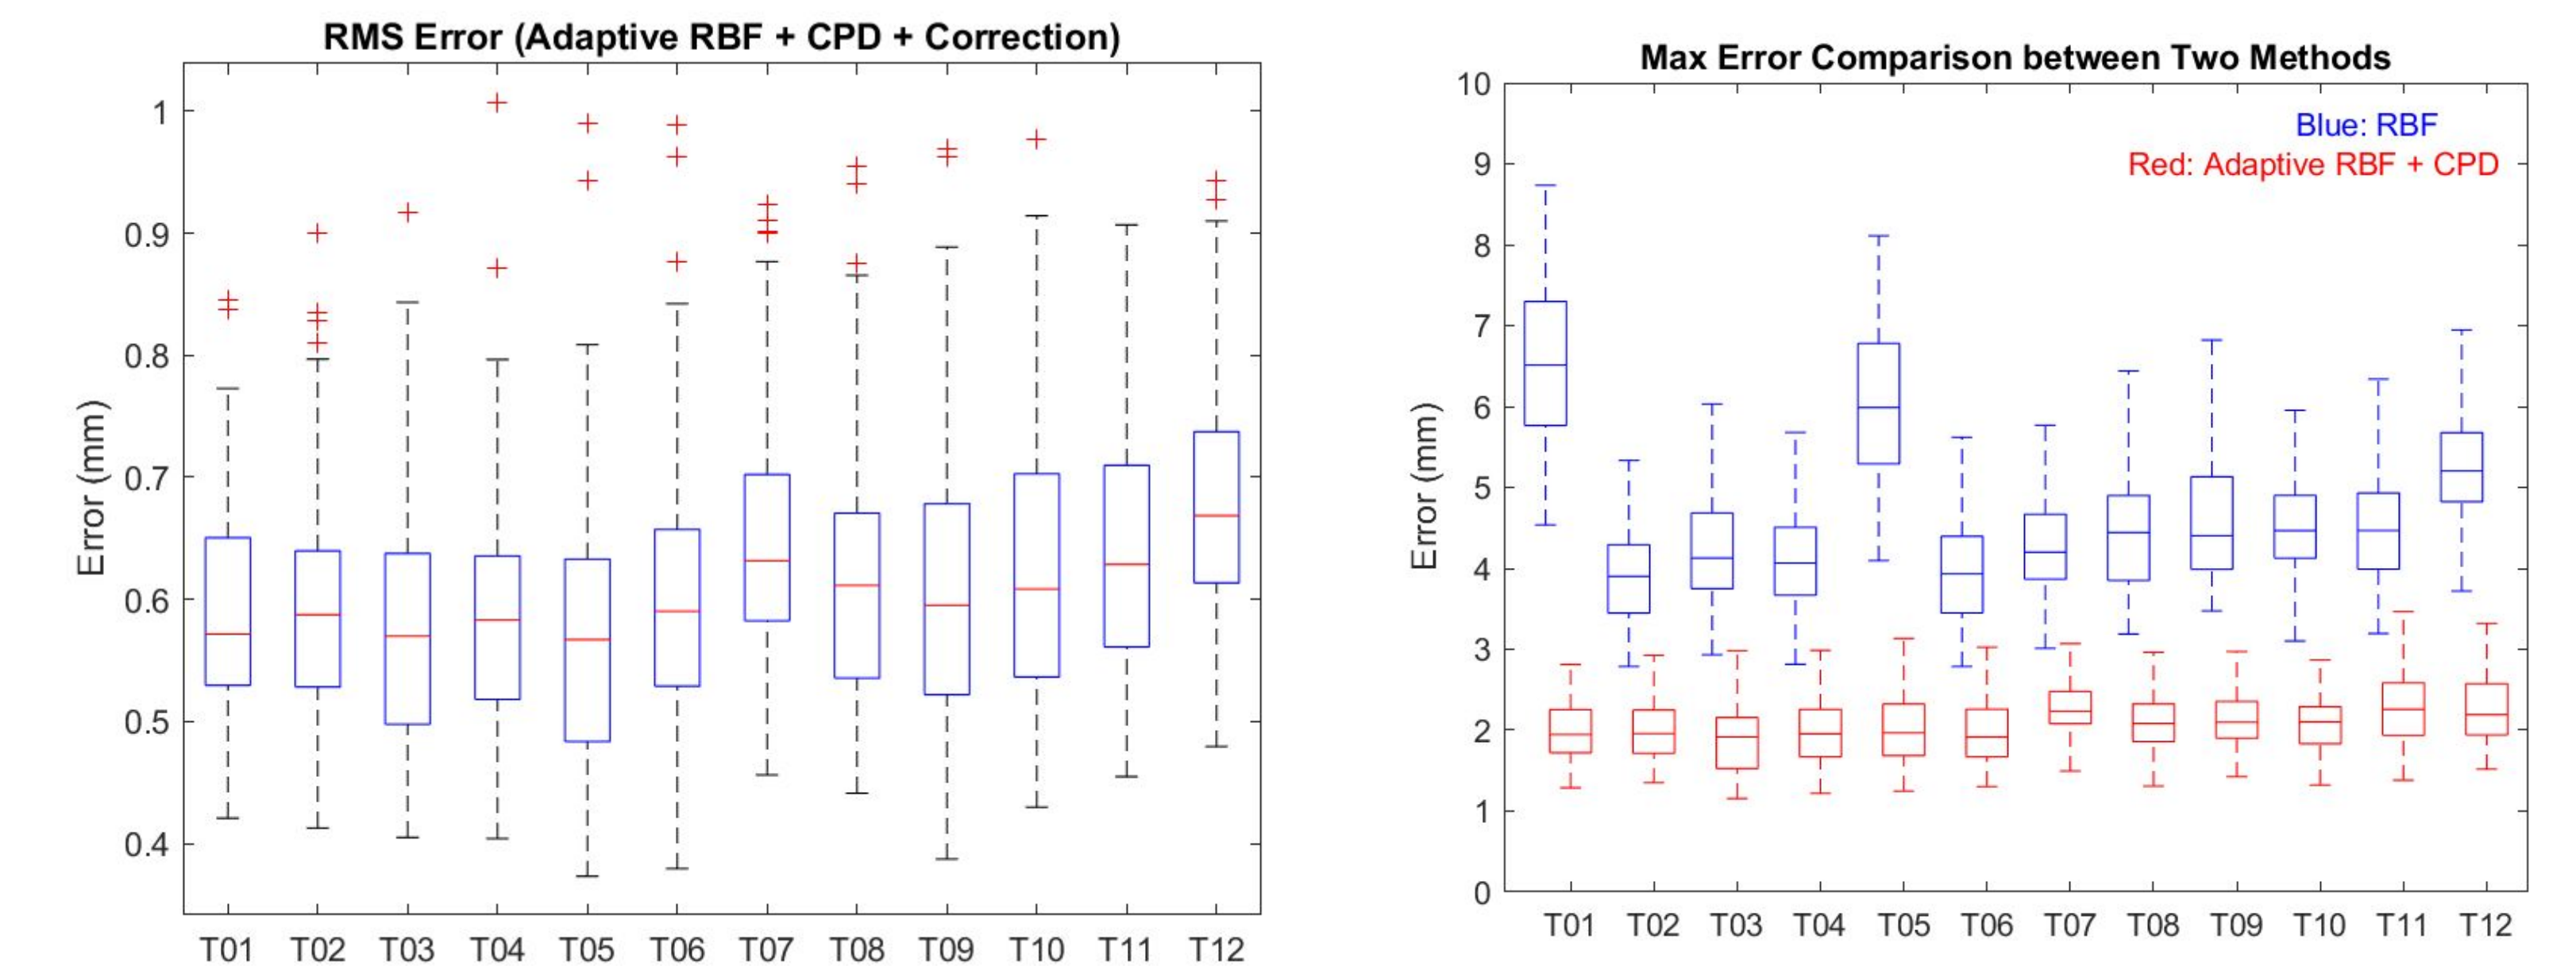 RMS Error (Adaptive RBF + CPD + Correction)
Error (mm)
1
0.9
0.8
0.7
0.6
0.5
0.4
T01 T02 T03 T04 T05 T06 T07 T08 T09 T10 T11 T12
Max Error Comparison between Two Methods
Blue: RBF
Red: Adaptive RBF + CPD
Error (mm)
10
9
8
7
6
5
4
3
2
1
0
T01 T02 T03 T04 T05 T06 T07 T08 T09 T10 T11 T12